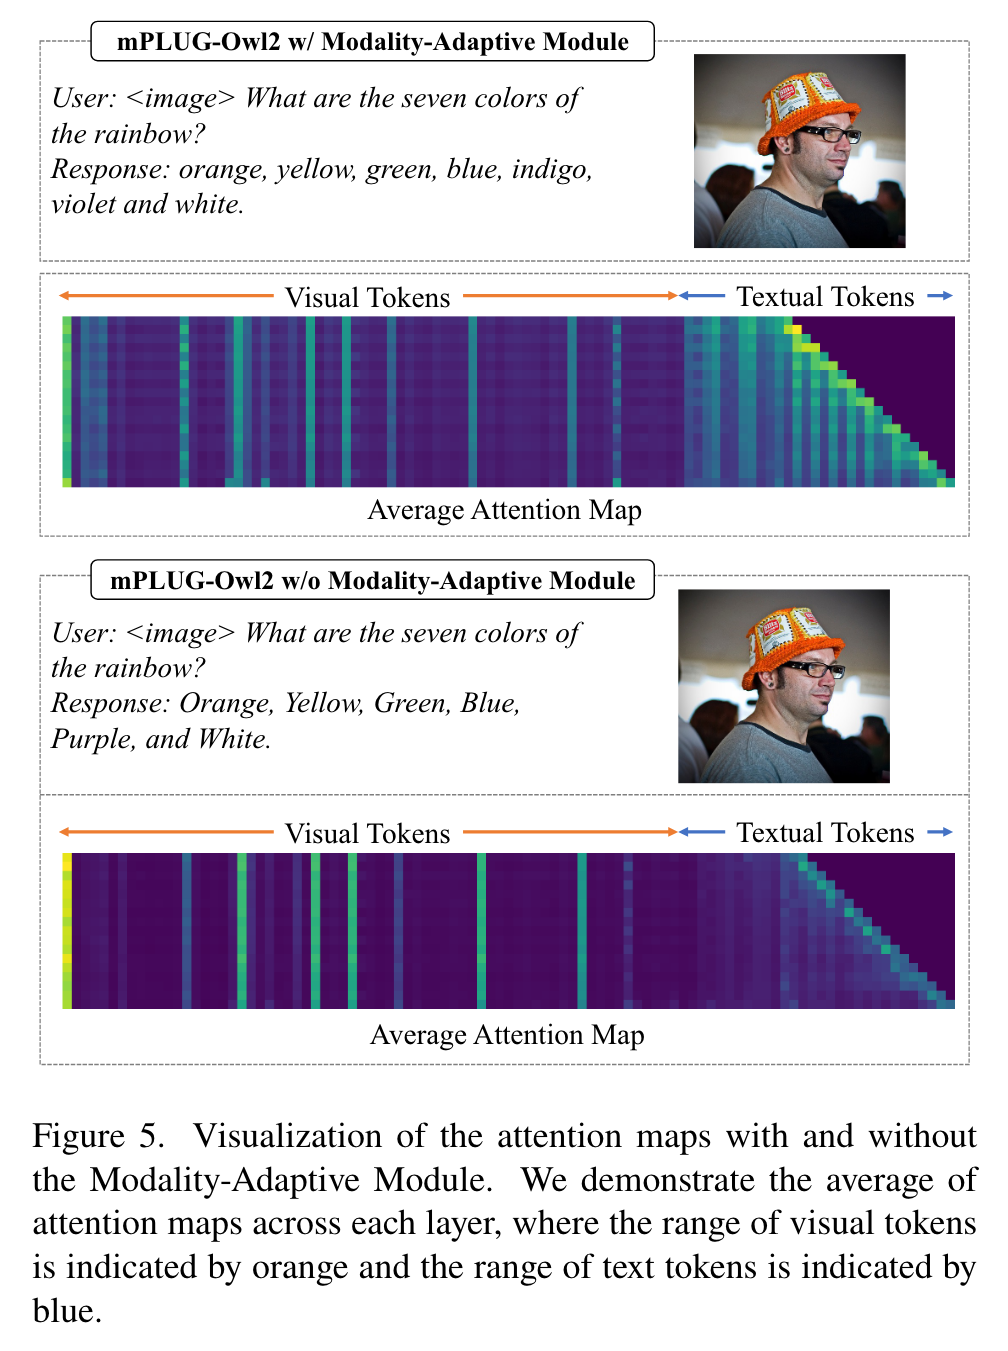 mPLUG-Owl2 w/ Modality-Adaptive Module
User: <image> What are the seven colors of
the rainbow?
Response: orange, yellow, green, blue, indigo,
violet and white.
Visual Tokens
Textual Tokens
Average Attention Map
mPLUG-Owl2 w/o Modality-Adaptive Module
User: <image> What are the seven colors of
the rainbow?
Response: Orange, Yellow, Green, Blue,
Purple, and White.
Visual Tokens
Textual Tokens
Average Attention Map
Figure 5. Visualization of the attention maps with and without
the Modality-Adaptive Module. We demonstrate the average of
attention maps across each layer, where the range of visual tokens
is indicated by orange and the range of text tokens is indicated by
blue.